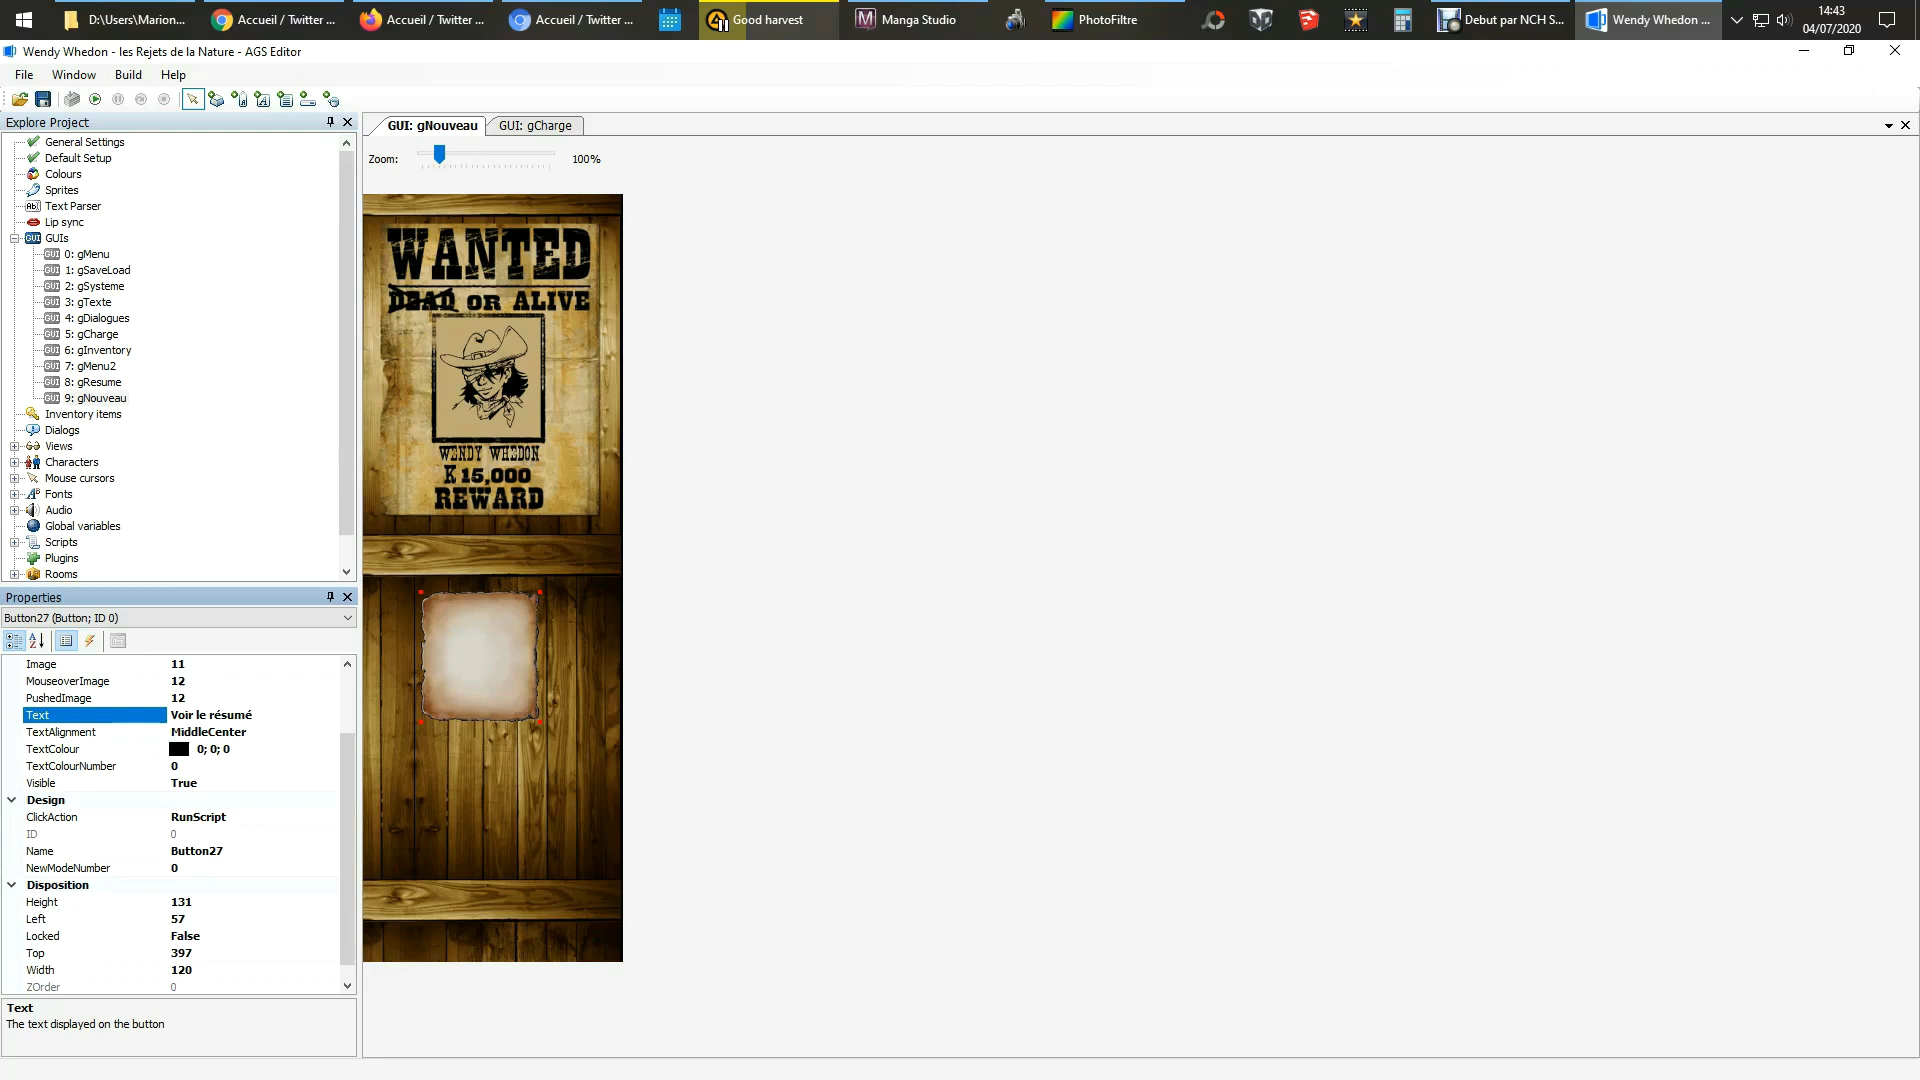 D:\Users\Marion...
Accueil / Twitter ...
Accueil / Twitter ...
Accueil / Twitter ...
Good harvest
Manga Studio
PhotoFiltre
Debut par NCH S...
Wendy Whedon ...
14:43
04/07/2020
Wendy Whedon - les Rejets de la Nature - AGS Editor
File Window Build Help
Explore Project
General Settings
Default Setup
Colours
Sprites
Text Parser
Lip sync
GUIs
0: gMenu
1: gSaveLoad
2: gSysteme
3: gTexte
4: gDialogues
5: gCharge
6: gInventory
7: gMenu2
8: gResume
9: gNouveau
Inventory items
Dialogs
Views
Characters
Mouse cursors
Fonts
Audio
Global variables
Scripts
Plugins
Rooms
Properties
Button27 (Button; ID 0)
Image 11
MouseoverImage 12
PushedImage 12
Text Voir le résumé
TextAlignment MiddleCenter
TextColour 0; 0; 0
TextColourNumber 0
Visible True
Design
ClickAction RunScript
ID 0
Name Button27
NewModeNumber 0
Disposition
Height 131
Left 57
Locked False
Top 397
Width 120
ZOrder 0
Text
The text displayed on the button
GUI: gNouveau
GUI: gCharge
Zoom: 100%
WANTED
DEAD OR ALIVE
WENDY WHEDON
K 15,000
REWARD